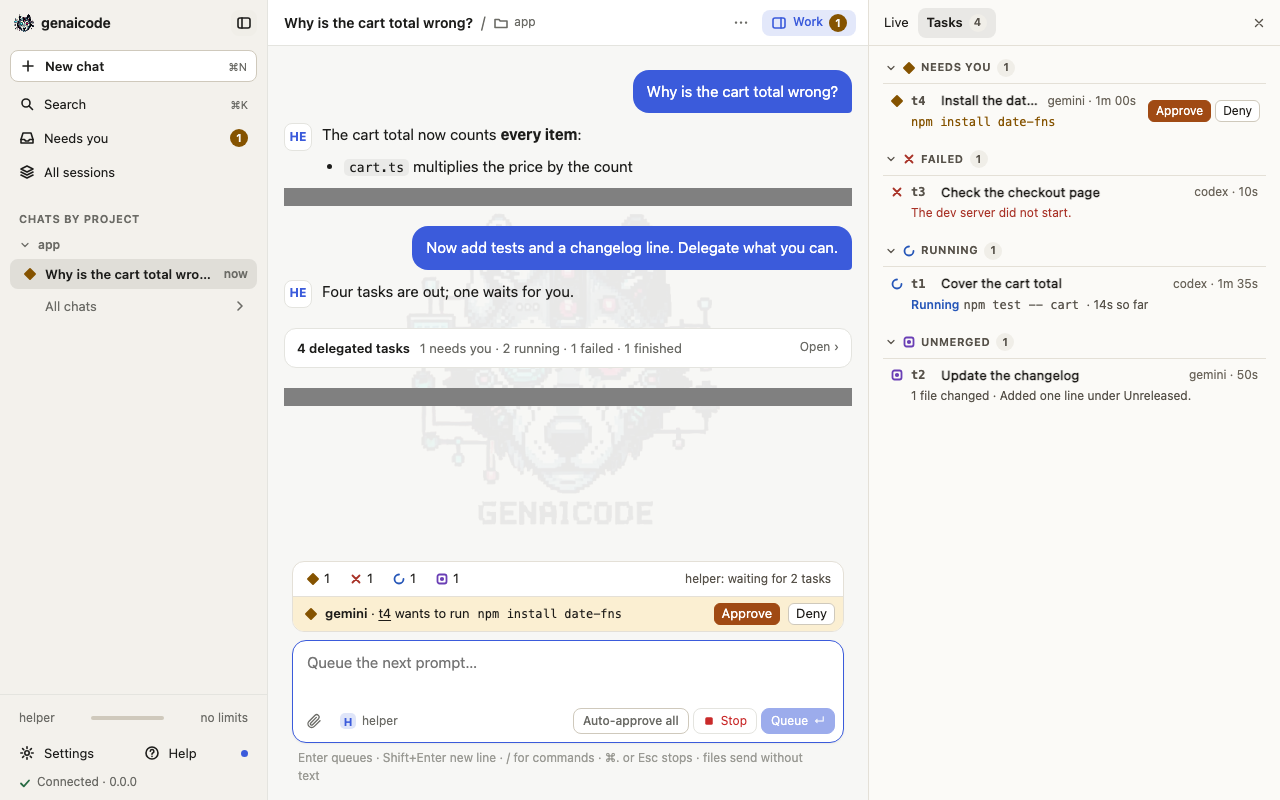 genaicode
New chat ⌘N
Search ⌘K
Needs you 1
All sessions
CHATS BY PROJECT
app
Why is the cart total wro... now
All chats
helper no limits
Settings Help
Connected · 0.0.0
Why is the cart total wrong? / app
... Work 1
Why is the cart total wrong?
HE The cart total now counts every item:
• cart.ts multiplies the price by the count
Now add tests and a changelog line. Delegate what you can.
HE Four tasks are out; one waits for you.
4 delegated tasks 1 needs you · 2 running · 1 failed · 1 finished Open ›
GENAICODE
1 1 1 1 helper: waiting for 2 tasks
gemini · t4 wants to run npm install date-fns Approve Deny
Queue the next prompt...
H helper Auto-approve all Stop Queue ↵
Enter queues · Shift+Enter new line · / for commands · ⌘. or Esc stops · files send without
text
Live Tasks 4 ×
NEEDS YOU 1
t4 Install the dat... gemini · 1m 00s Approve Deny
npm install date-fns
FAILED 1
t3 Check the checkout page codex · 10s
The dev server did not start.
RUNNING 1
t1 Cover the cart total codex · 1m 35s
Running npm test -- cart · 14s so far
UNMERGED 1
t2 Update the changelog gemini · 50s
1 file changed · Added one line under Unreleased.